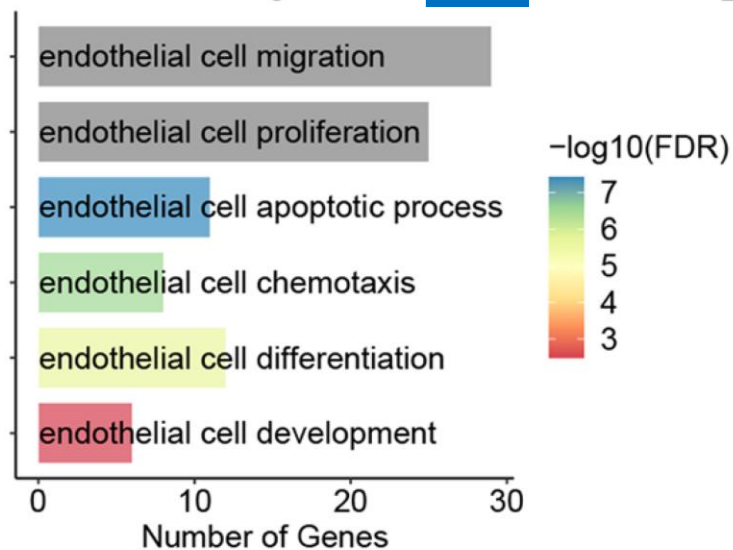 endothelial cell migration
endothelial cell proliferation
endothelial cell apoptotic process
endothelial cell chemotaxis
endothelial cell differentiation
endothelial cell development
0 10 20 30
Number of Genes
−log10(FDR)
7
6
5
4
3